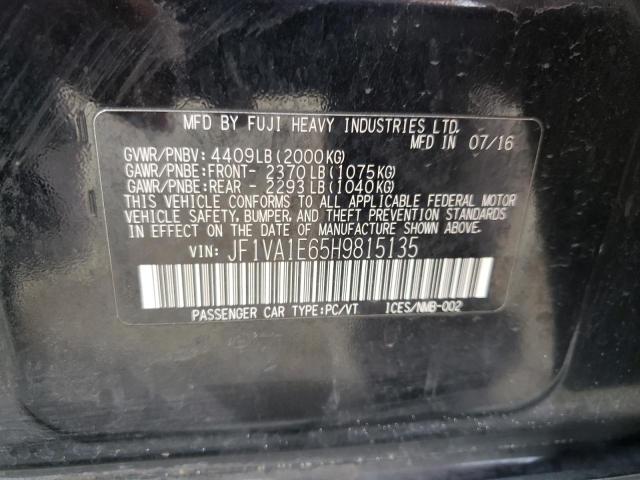 MFD BY FUJI HEAVY INDUSTRIES LTD.
MFD IN 07/16
GVWR/PNBV: 4409LB(2000KG)
GAWR/PNBE:FRONT- 2370LB(1075KG)
GAWR/PNBE:REAR - 2293LB(1040KG)
THIS VEHICLE CONFORMS TO ALL APPLICABLE FEDERAL MOTOR
VEHICLE SAFETY, BUMPER, AND THEFT PREVENTION STANDARDS
IN EFFECT ON THE DATE OF MANUFACTURE SHOWN ABOVE.
VIN: JF1VA1E65H9815135
PASSENGER CAR TYPE:PC/VT ICES/NMB-002